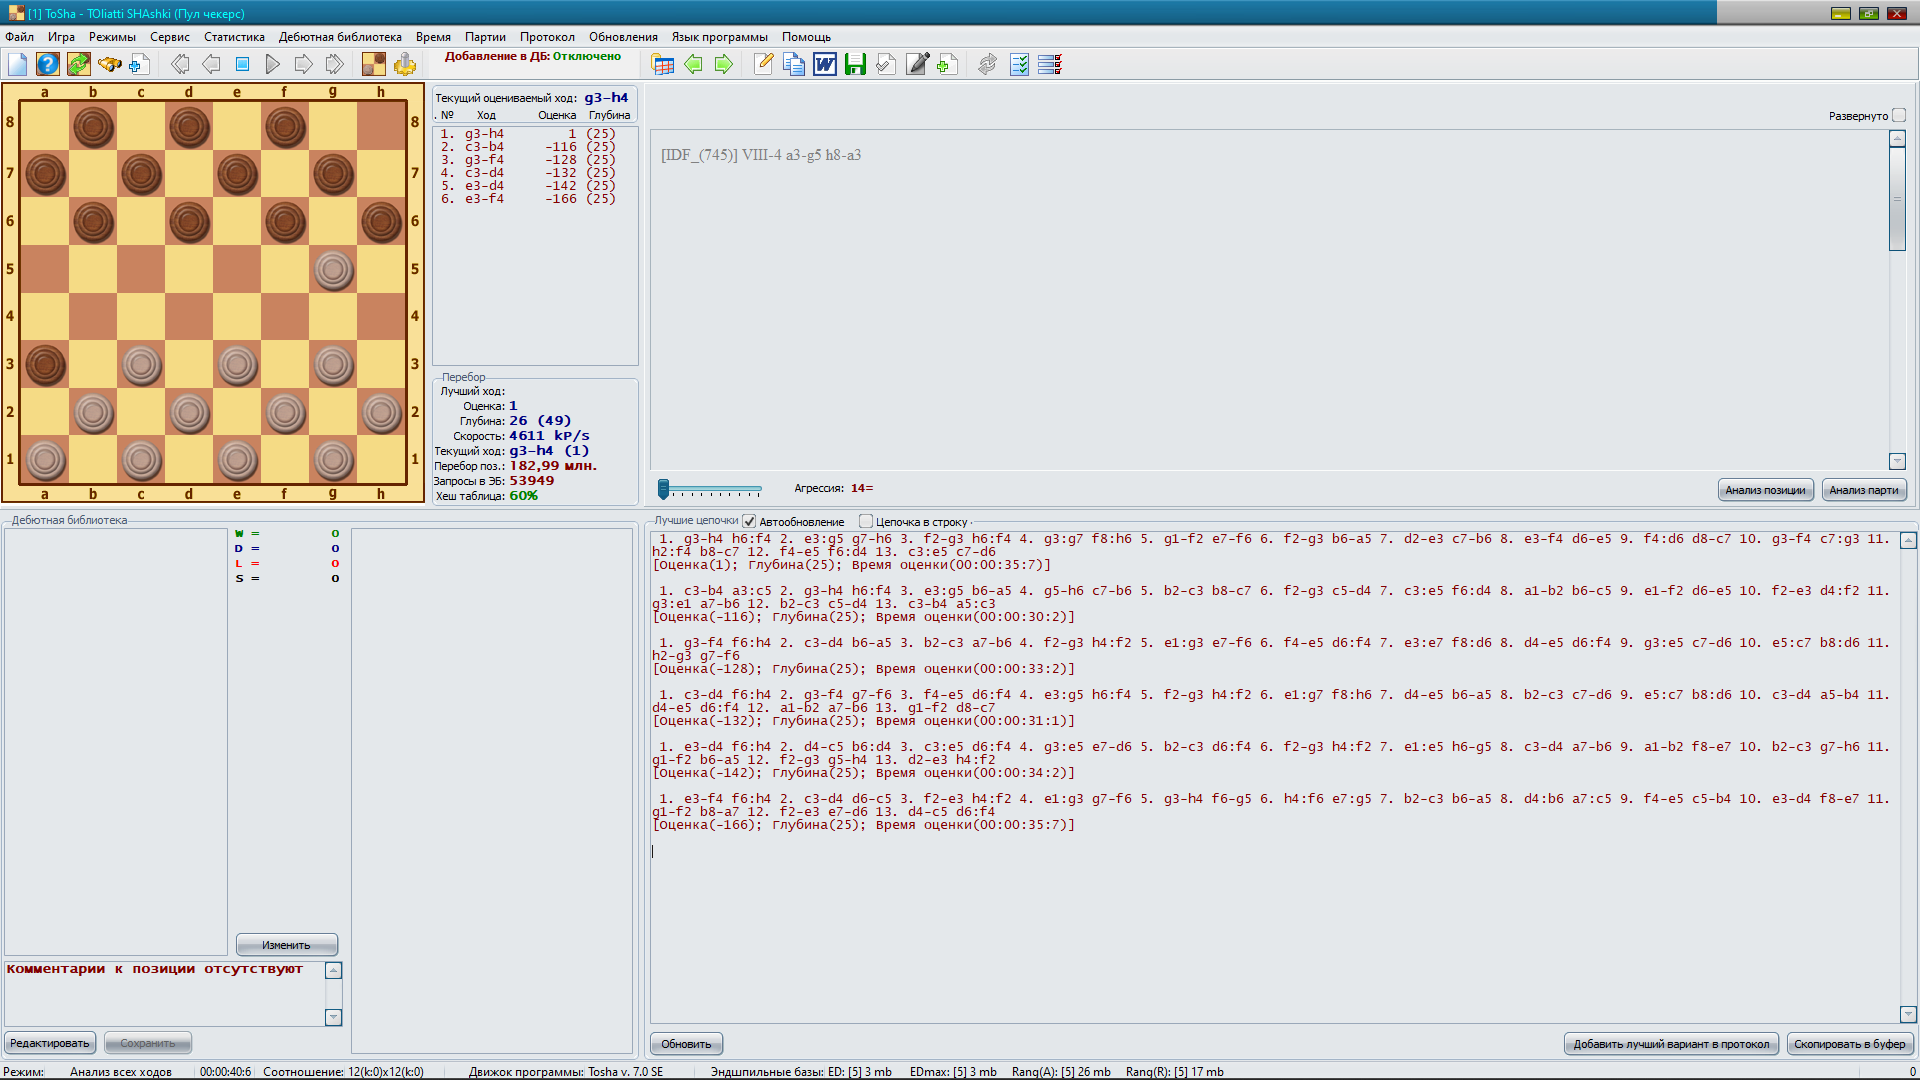 [1] ToSha - TOliatti SHAshki (Пул чекерс)
Файл Игра Режимы Сервис Статистика Дебютная библиотека Время Партии Протокол Обновления Язык программы Помощь
Добавление в ДБ: Отключено
a b c d e f g h
8 8
7 7
6 6
5 5
4 4
3 3
2 2
1 1
a b c d e f g h
Текущий оцениваемый ход: g3-h4
. № Ход Оценка Глубина
1. g3-h4 1 (25)
2. c3-b4 -116 (25)
3. g3-f4 -128 (25)
4. c3-d4 -132 (25)
5. e3-d4 -142 (25)
6. e3-f4 -166 (25)
Перебор
Лучший ход:
Оценка: 1
Глубина: 26 (49)
Скорость: 4611 kP/s
Текущий ход: g3-h4 (1)
Перебор поз.: 182,99 млн.
Запросы в ЭБ: 53949
Хеш таблица: 60%
Развернуто
[IDF_(745)] VIII-4 a3-g5 h8-a3
Агрессия: 14=
Анализ позиции Анализ парти
Дебютная библиотека
W = 0
D = 0
L = 0
S = 0
Изменить
Комментарии к позиции отсутствуют
Редактировать Сохранить
Лучшие цепочки Автообновление Цепочка в строку
1. g3-h4 h6:f4 2. e3:g5 g7-h6 3. f2-g3 h6:f4 4. g3:g7 f8:h6 5. g1-f2 e7-f6 6. f2-g3 b6-a5 7. d2-e3 c7-b6 8. e3-f4 d6-e5 9. f4:d6 d8-c7 10. g3-f4 c7:g3 11.
h2:f4 b8-c7 12. f4-e5 f6:d4 13. c3:e5 c7-d6
[Оценка(1); Глубина(25); Время оценки(00:00:35:7)]
1. c3-b4 a3:c5 2. g3-h4 h6:f4 3. e3:g5 b6-a5 4. g5-h6 c7-b6 5. b2-c3 b8-c7 6. f2-g3 c5-d4 7. c3:e5 f6:d4 8. a1-b2 b6-c5 9. e1-f2 d6-e5 10. f2-e3 d4:f2 11.
g3:e1 a7-b6 12. b2-c3 c5-d4 13. c3-b4 a5:c3
[Оценка(-116); Глубина(25); Время оценки(00:00:30:2)]
1. g3-f4 f6:h4 2. c3-d4 b6-a5 3. b2-c3 a7-b6 4. f2-g3 h4:f2 5. e1:g3 e7-f6 6. f4-e5 d6:f4 7. e3:e7 f8:d6 8. d4-e5 d6:f4 9. g3:e5 c7-d6 10. e5:c7 b8:d6 11.
h2-g3 g7-f6
[Оценка(-128); Глубина(25); Время оценки(00:00:33:2)]
1. c3-d4 f6:h4 2. g3-f4 g7-f6 3. f4-e5 d6:f4 4. e3:g5 h6:f4 5. f2-g3 h4:f2 6. e1:g7 f8:h6 7. d4-e5 b6-a5 8. b2-c3 c7-d6 9. e5:c7 b8:d6 10. c3-d4 a5-b4 11.
d4-e5 d6:f4 12. a1-b2 a7-b6 13. g1-f2 d8-c7
[Оценка(-132); Глубина(25); Время оценки(00:00:31:1)]
1. e3-d4 f6:h4 2. d4-c5 b6:d4 3. c3:e5 d6:f4 4. g3:e5 e7-d6 5. b2-c3 d6:f4 6. f2-g3 h4:f2 7. e1:e5 h6-g5 8. c3-d4 a7-b6 9. a1-b2 f8-e7 10. b2-c3 g7-h6 11.
g1-f2 b6-a5 12. f2-g3 g5-h4 13. d2-e3 h4:f2
[Оценка(-142); Глубина(25); Время оценки(00:00:34:2)]
1. e3-f4 f6:h4 2. c3-d4 d6-c5 3. f2-e3 h4:f2 4. e1:g3 g7-f6 5. g3-h4 f6-g5 6. h4:f6 e7:g5 7. b2-c3 b6-a5 8. d4:b6 a7:c5 9. f4-e5 c5-b4 10. e3-d4 f8-e7 11.
g1-f2 b8-a7 12. f2-e3 e7-d6 13. d4-c5 d6:f4
[Оценка(-166); Глубина(25); Время оценки(00:00:35:7)]
Обновить Добавить лучший вариант в протокол Скопировать в буфер
Режим: Анализ всех ходов 00:00:40:6 Соотношение: 12(k:0)x12(k:0) Движок программы: Tosha v. 7.0 SE Эндшпильные базы: ED: [5] 3 mb EDmax: [5] 3 mb Rang(A): [5] 26 mb Rang(R): [5] 17 mb 0